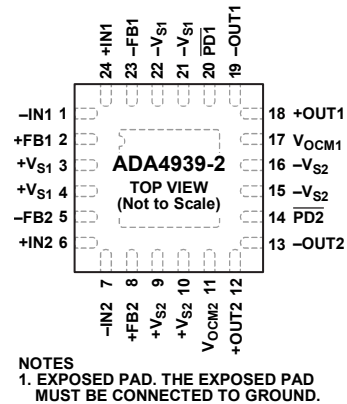 24 +IN1
23 –FB1
22 –VS1
21 –VS1
20 PD1
19 –OUT1
–IN1 1
+FB1 2
+VS1 3
+VS1 4
–FB2 5
+IN2 6
ADA4939-2
TOP VIEW
(Not to Scale)
18 +OUT1
17 VOCM1
16 –VS2
15 –VS2
14 PD2
13 –OUT2
–IN2 7
+FB2 8
+VS2 9
+VS2 10
VOCM2 11
+OUT2 12
NOTES
1. EXPOSED PAD. THE EXPOSED PAD
MUST BE CONNECTED TO GROUND.